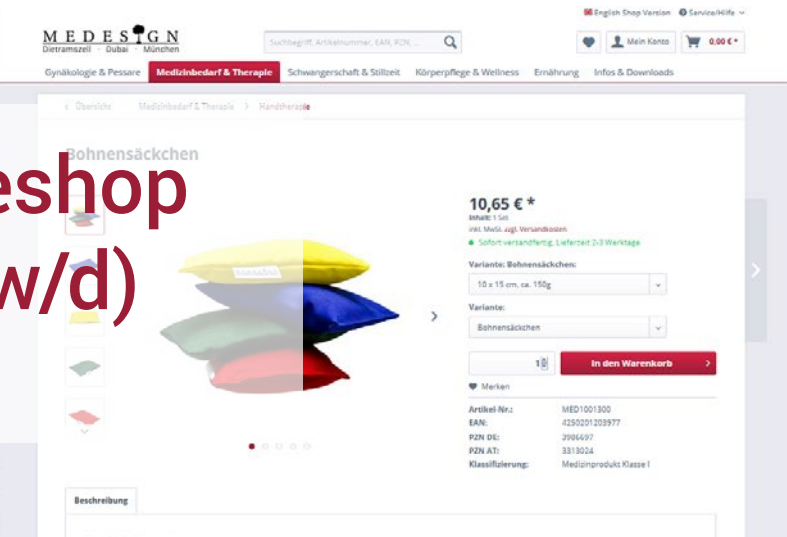 English Shop Version Service/Hilfe
MEDESIGN
Dietramszell · Dubai · München
Suchbegriff, Artikelnummer, EAN, PZN, ...
Mein Konto
0,00 € *
Gynäkologie & Pessare Medizinbedarf & Therapie Schwangerschaft & Stillzeit Körperpflege & Wellness Ernährung Infos & Downloads
Übersicht Medizinbedarf & Therapie Handtherapie
Bohnensäckchen
eshop
w/d)
10,65 € *
Inhalt: 1 Set
inkl. MwSt. zzgl. Versandkosten
Sofort versandfertig, Lieferzeit 2-3 Werktage
Variante: Bohnensäckchen:
10 x 15 cm, ca. 150g
Variante:
Bohnensäckchen
1
In den Warenkorb
Merken
Artikel-Nr.: MED1001300
EAN: 4250201203977
PZN DE: 3986697
PZN AT: 3313024
Klassifizierung: Medizinprodukt Klasse I
Beschreibung